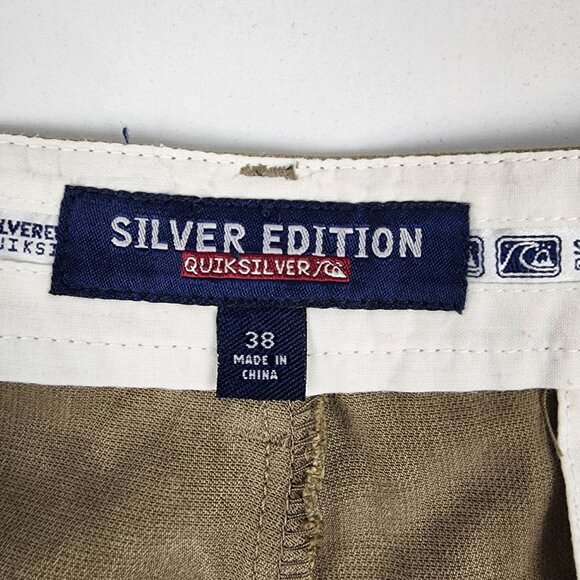 SILVER EDITION
QUIKSILVER
38
MADE IN
CHINA